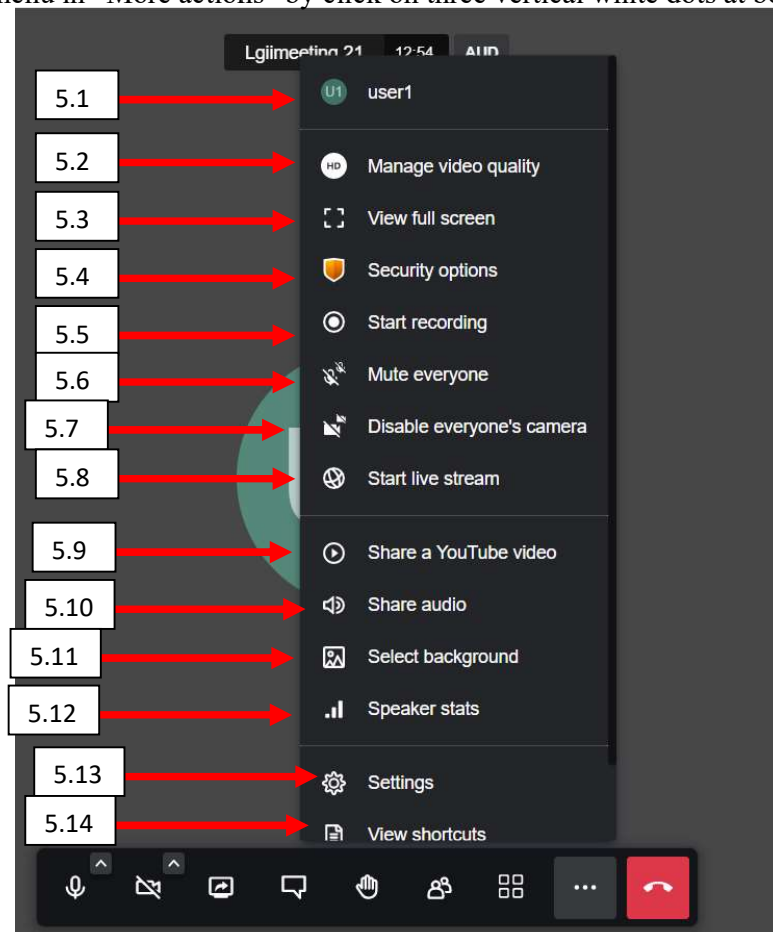 menu in "More actions" by click on three vertical white dots at bo
Lgiimeeting 21 12:54 AUD
5.1 U1 user1
5.2 HD Manage video quality
5.3 View full screen
5.4 Security options
5.5 Start recording
5.6 Mute everyone
5.7 Disable everyone's camera
5.8 Start live stream
5.9 Share a YouTube video
5.10 Share audio
5.11 Select background
5.12 Speaker stats
5.13 Settings
5.14 View shortcuts